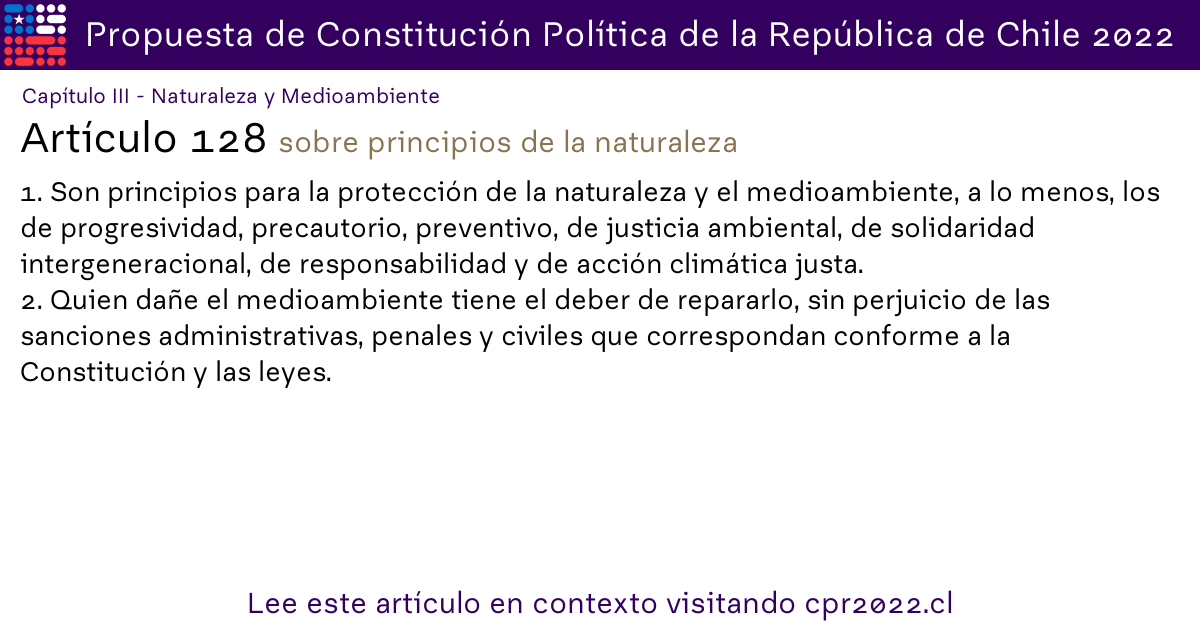 Propuesta de Constitución Política de la República de Chile 2022
Capítulo III - Naturaleza y Medioambiente
Artículo 128 sobre principios de la naturaleza
1. Son principios para la protección de la naturaleza y el medioambiente, a lo menos, los
de progresividad, precautorio, preventivo, de justicia ambiental, de solidaridad
intergeneracional, de responsabilidad y de acción climática justa.
2. Quien dañe el medioambiente tiene el deber de repararlo, sin perjuicio de las
sanciones administrativas, penales y civiles que correspondan conforme a la
Constitución y las leyes.
Lee este artículo en contexto visitando cpr2022.cl